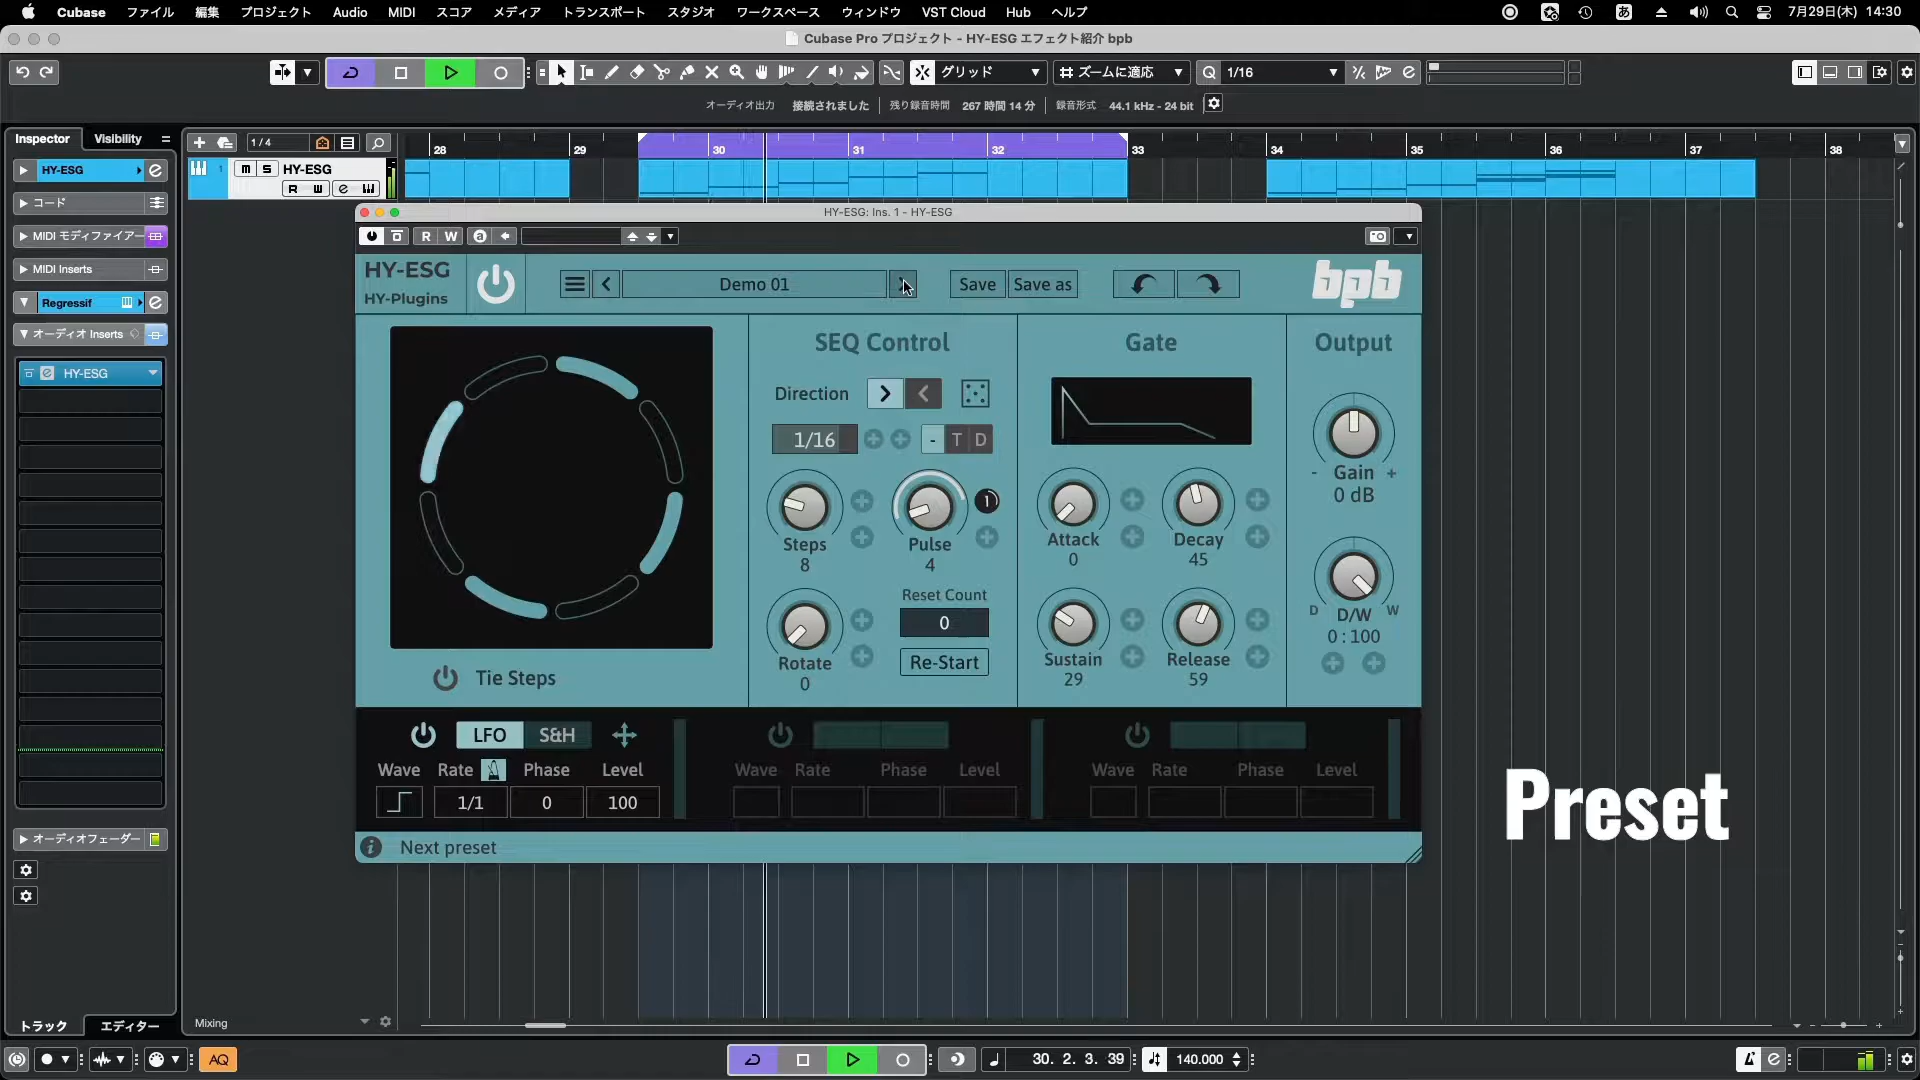 Cubase ファイル 編集 プロジェクト Audio MIDI スコア メディア トランスポート スタジオ ワークスペース ウィンドウ VST Cloud Hub ヘルプ あ 7月29日(木) 14:30
Cubase Pro プロジェクト - HY-ESG エフェクト紹介 bpb
グリッド ズームに適応 Q 1/16
オーディオ出力 接続されました 残り録音時間 267 時間 14 分 録音形式 44.1 kHz - 24 bit
Inspector Visibility 1/4 28 29 30 31 32 33 34 35 36 37 38
HY-ESG 1 m S HY-ESG
R W e
コード
HY-ESG: Ins. 1 - HY-ESG
MIDI モディファイアー R W a
MIDI Inserts
HY-ESG
HY-Plugins
Demo 01 Save Save as bpb
Regressif
オーディオ Inserts
SEQ Control Gate Output
HY-ESG
Direction
1/16 - T D
1
Steps Pulse Attack Decay - Gain +
8 4 0 45 0 dB
Reset Count
0
D D/W W
0 : 100
Rotate Re-Start Sustain Release
0 29 59
Tie Steps
LFO S&H
Wave Rate Phase Level Wave Rate Phase Level Wave Rate Phase Level
1/1 0 100
Preset
オーディオフェーダー
Next preset
トラック エディター Mixing
AQ 30. 2. 3. 39 140.000